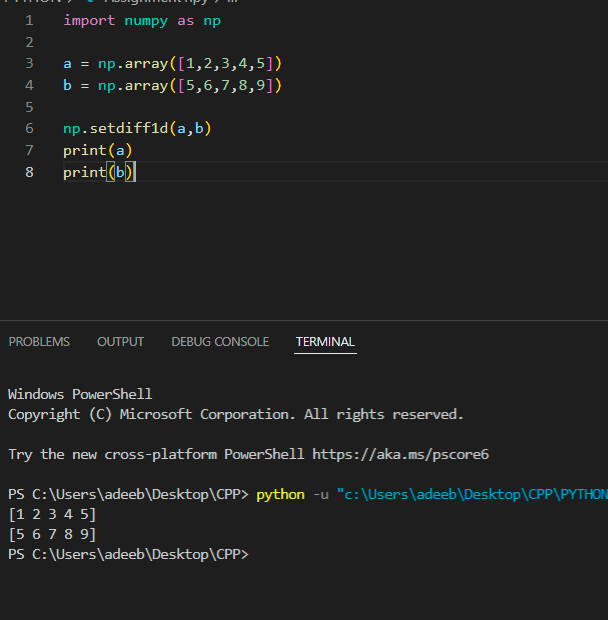 1 import numpy as np
2
3 a = np.array([1,2,3,4,5])
4 b = np.array([5,6,7,8,9])
5
6 np.setdiff1d(a,b)
7 print(a)
8 print(b)
PROBLEMS OUTPUT DEBUG CONSOLE TERMINAL
Windows PowerShell
Copyright (C) Microsoft Corporation. All rights reserved.
Try the new cross-platform PowerShell https://aka.ms/pscore6
PS C:\Users\adeeb\Desktop\CPP> python -u "c:\Users\adeeb\Desktop\CPP\PYTHON
[1 2 3 4 5]
[5 6 7 8 9]
PS C:\Users\adeeb\Desktop\CPP>